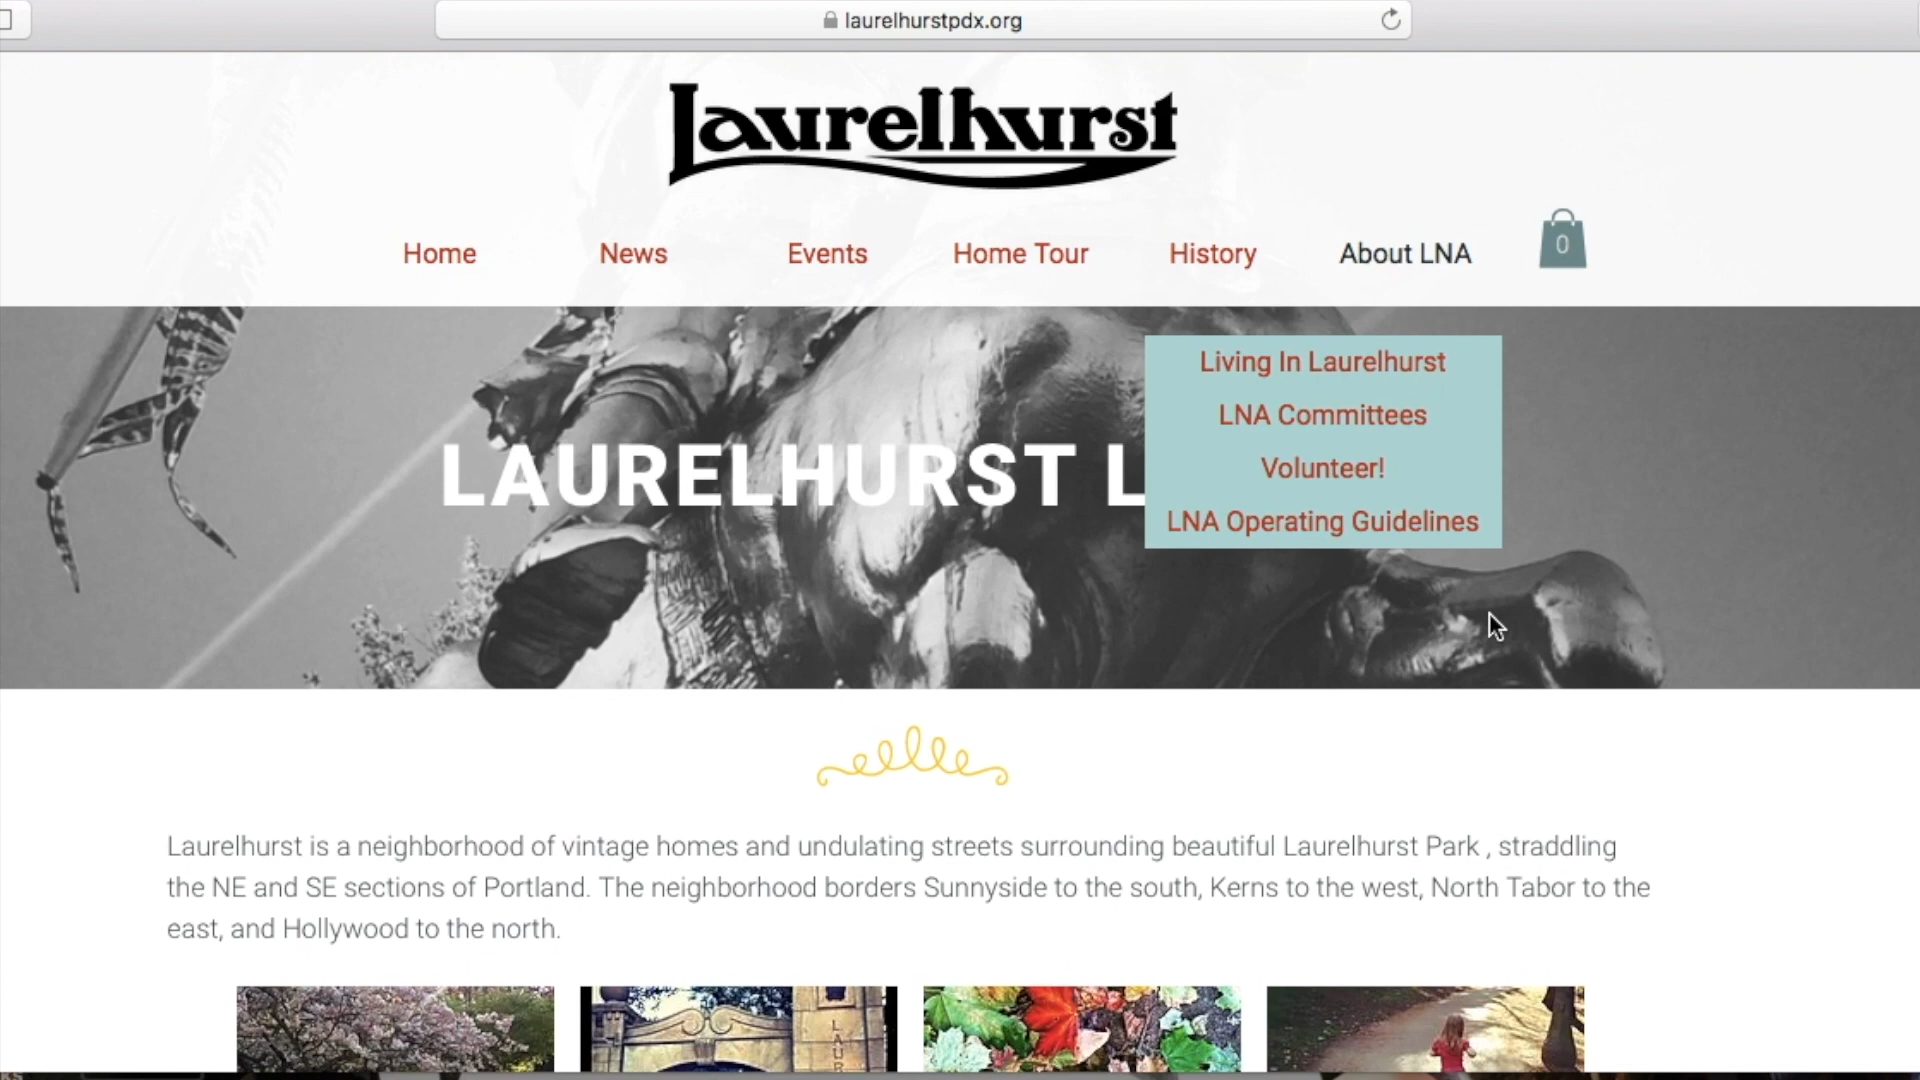 laurelhurstpdx.org
Laurelhurst
Home News Events Home Tour History About LNA 0
Living In Laurelhurst
LNA Committees
Volunteer!
LNA Operating Guidelines
LAURELHURST L
Laurelhurst is a neighborhood of vintage homes and undulating streets surrounding beautiful Laurelhurst Park , straddling
the NE and SE sections of Portland. The neighborhood borders Sunnyside to the south, Kerns to the west, North Tabor to the
east, and Hollywood to the north.
LAUR